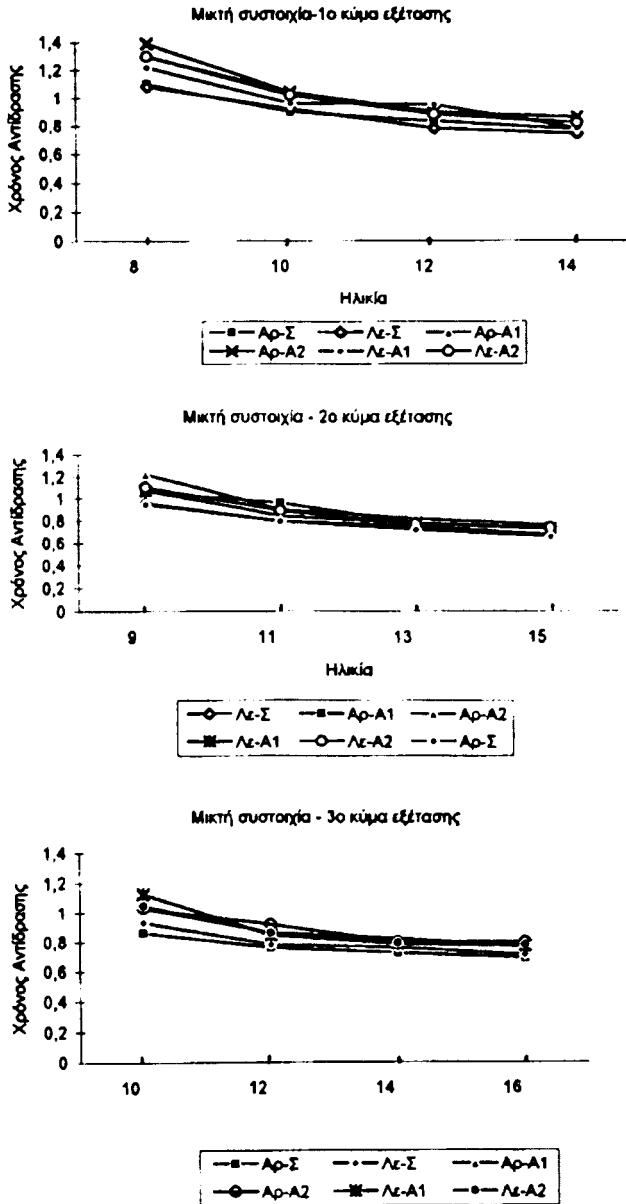 Μικτή συστοιχία-1ο κύμα εξέτασης
Χρόνος Αντίδρασης
1,4
1,2
1
0,8
0,6
0,4
0,2
0
8 10 12 14
Ηλικία
Αρ-Σ Λε-Σ Αρ-Α1
Αρ-Α2 Λε-Α1 Λε-Α2
Μικτή συστοιχία - 2ο κύμα εξέτασης
Χρόνος Αντίδρασης
1,4
1,2
1
0,8
0,6
0,4
0,2
0
9 11 13 15
Ηλικία
Λε-Σ Αρ-Α1 Αρ-Α2
Λε-Α1 Λε-Α2 Αρ-Σ
Μικτή συστοιχία - 3ο κύμα εξέτασης
Χρόνος Αντίδρασης
1,4
1,2
1
0,8
0,6
0,4
0,2
0
10 12 14 16
Αρ-Σ Λε-Σ Αρ-Α1
Αρ-Α2 Λε-Α1 Λε-Α2